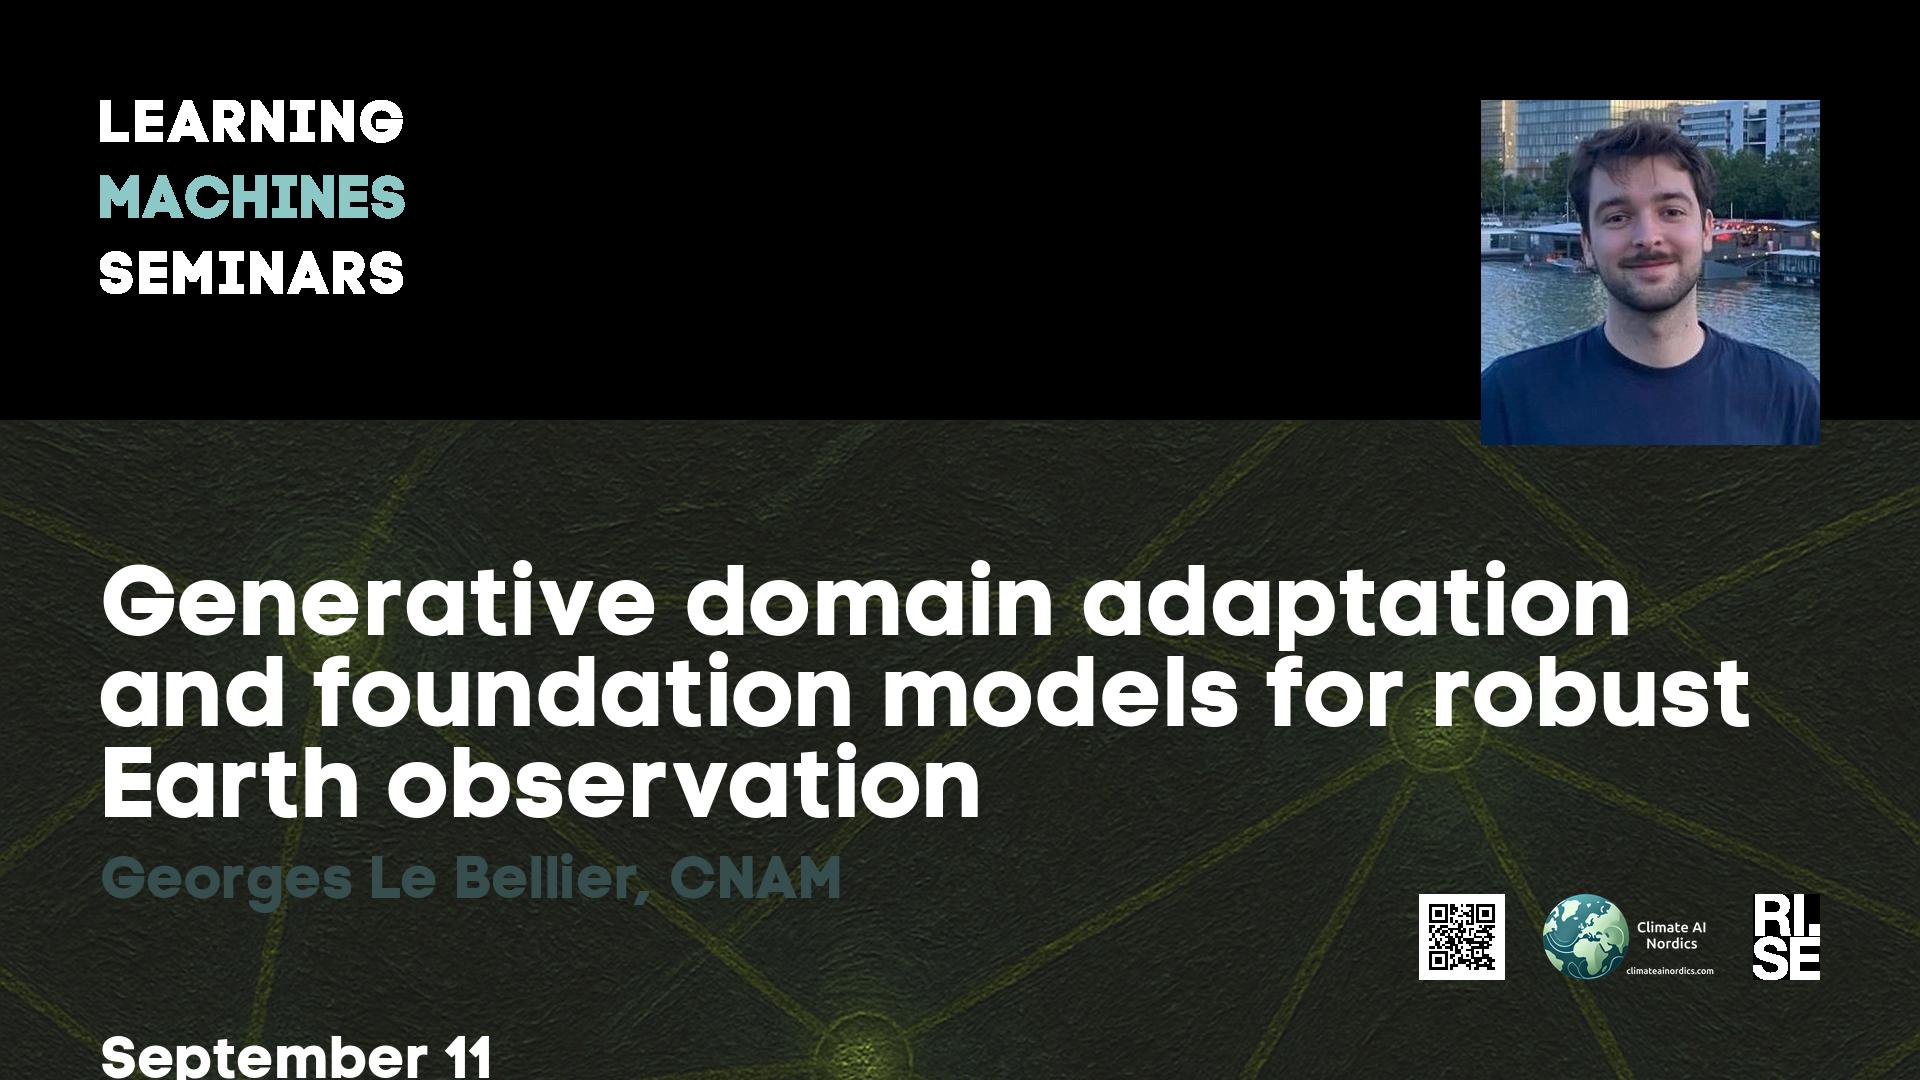 LEARNING
MACHINES
SEMINARS
Generative domain adaptation
and foundation models for robust
Earth observation
Georges Le Bellier, CNAM
Climate AI
Nordics
climateainordics.com
RI.
SE
September 11